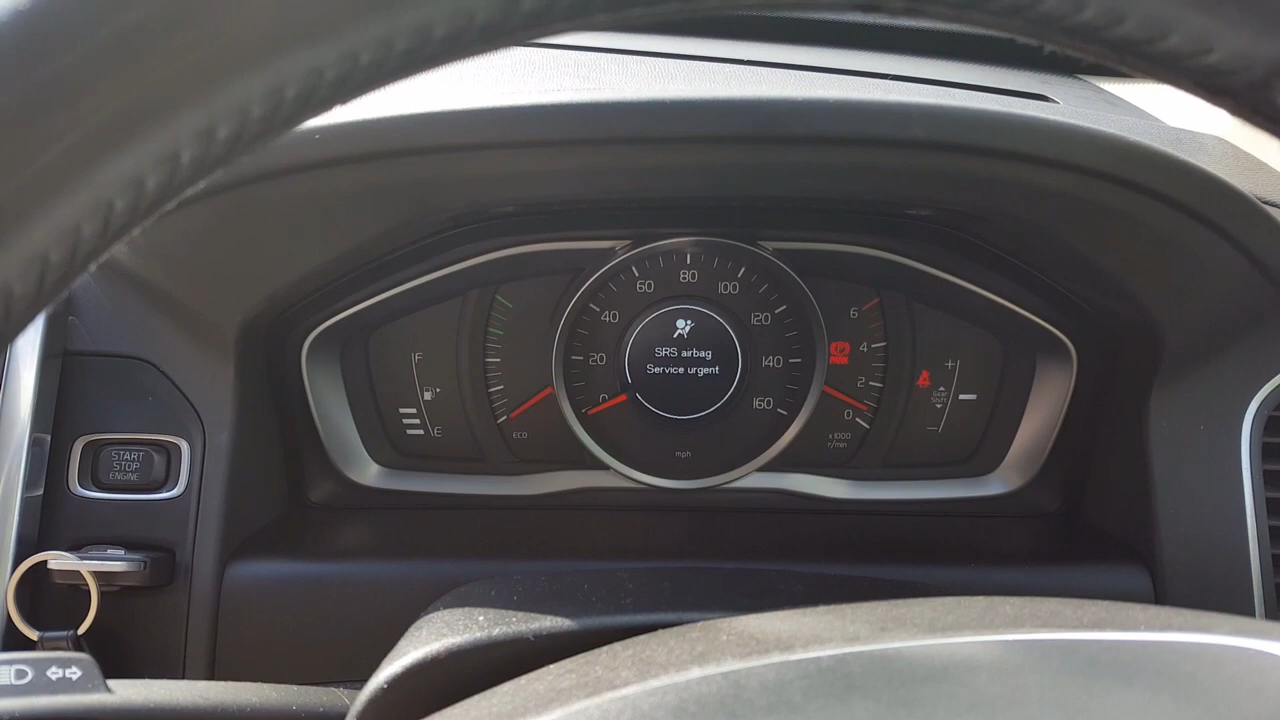 SRS airbag
Service urgent
0
20
40
60
80
100
120
140
160
mph
F
E
ECO
6
4
2
0
x1000
r/min
PARK
+
Gear
Shift
−
START
STOP
ENGINE